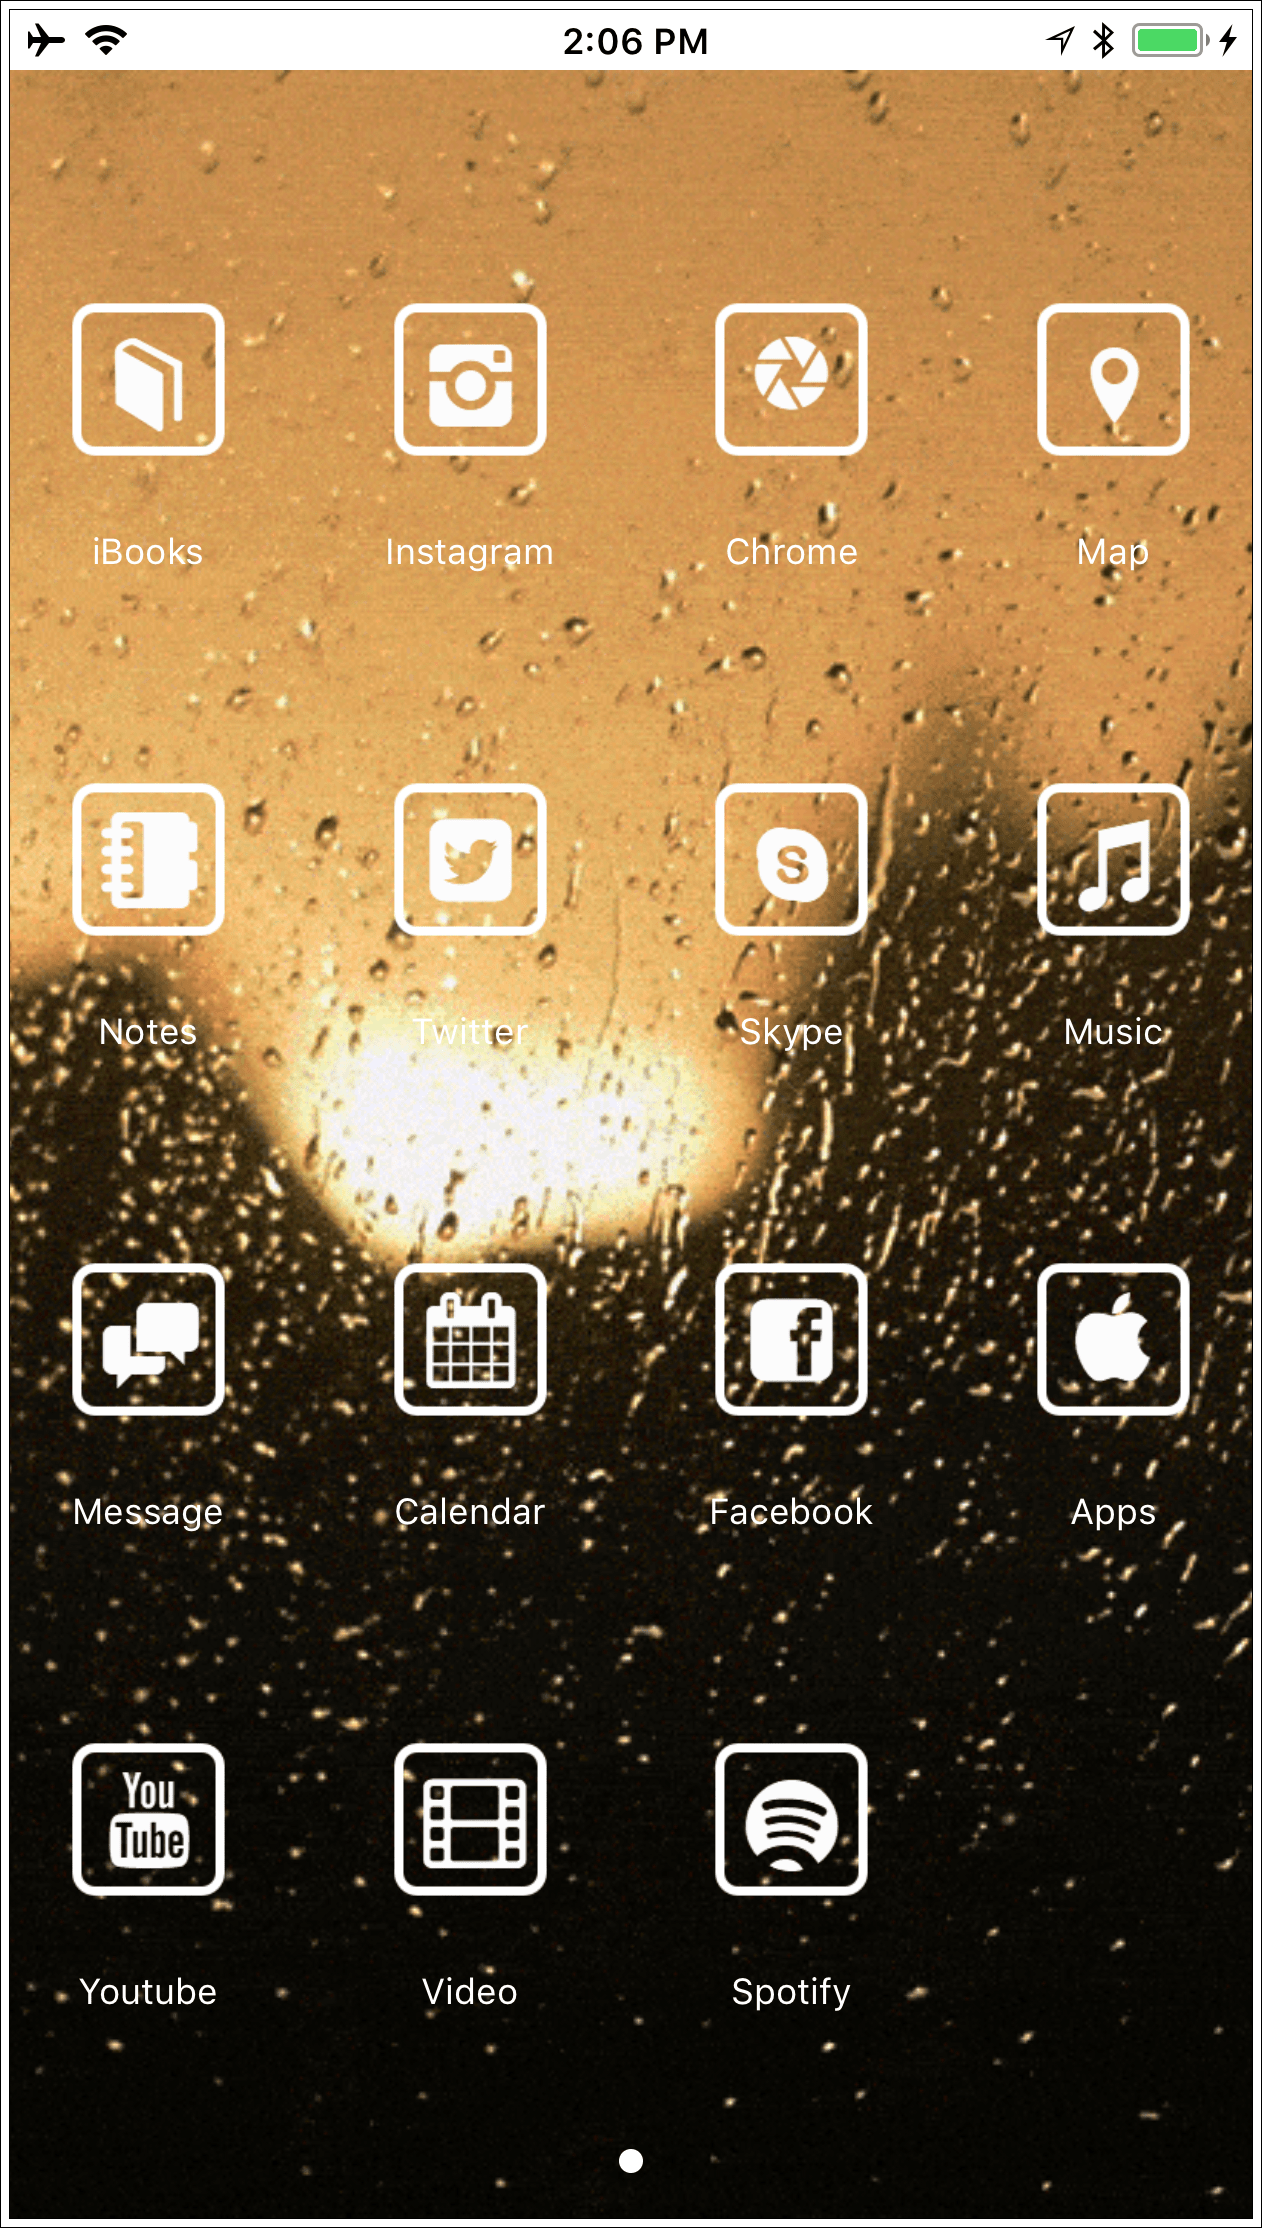 2:06 PM
iBooks Instagram Chrome Map
Notes Twitter Skype Music
Message Calendar Facebook Apps
You
Tube
Youtube Video Spotify